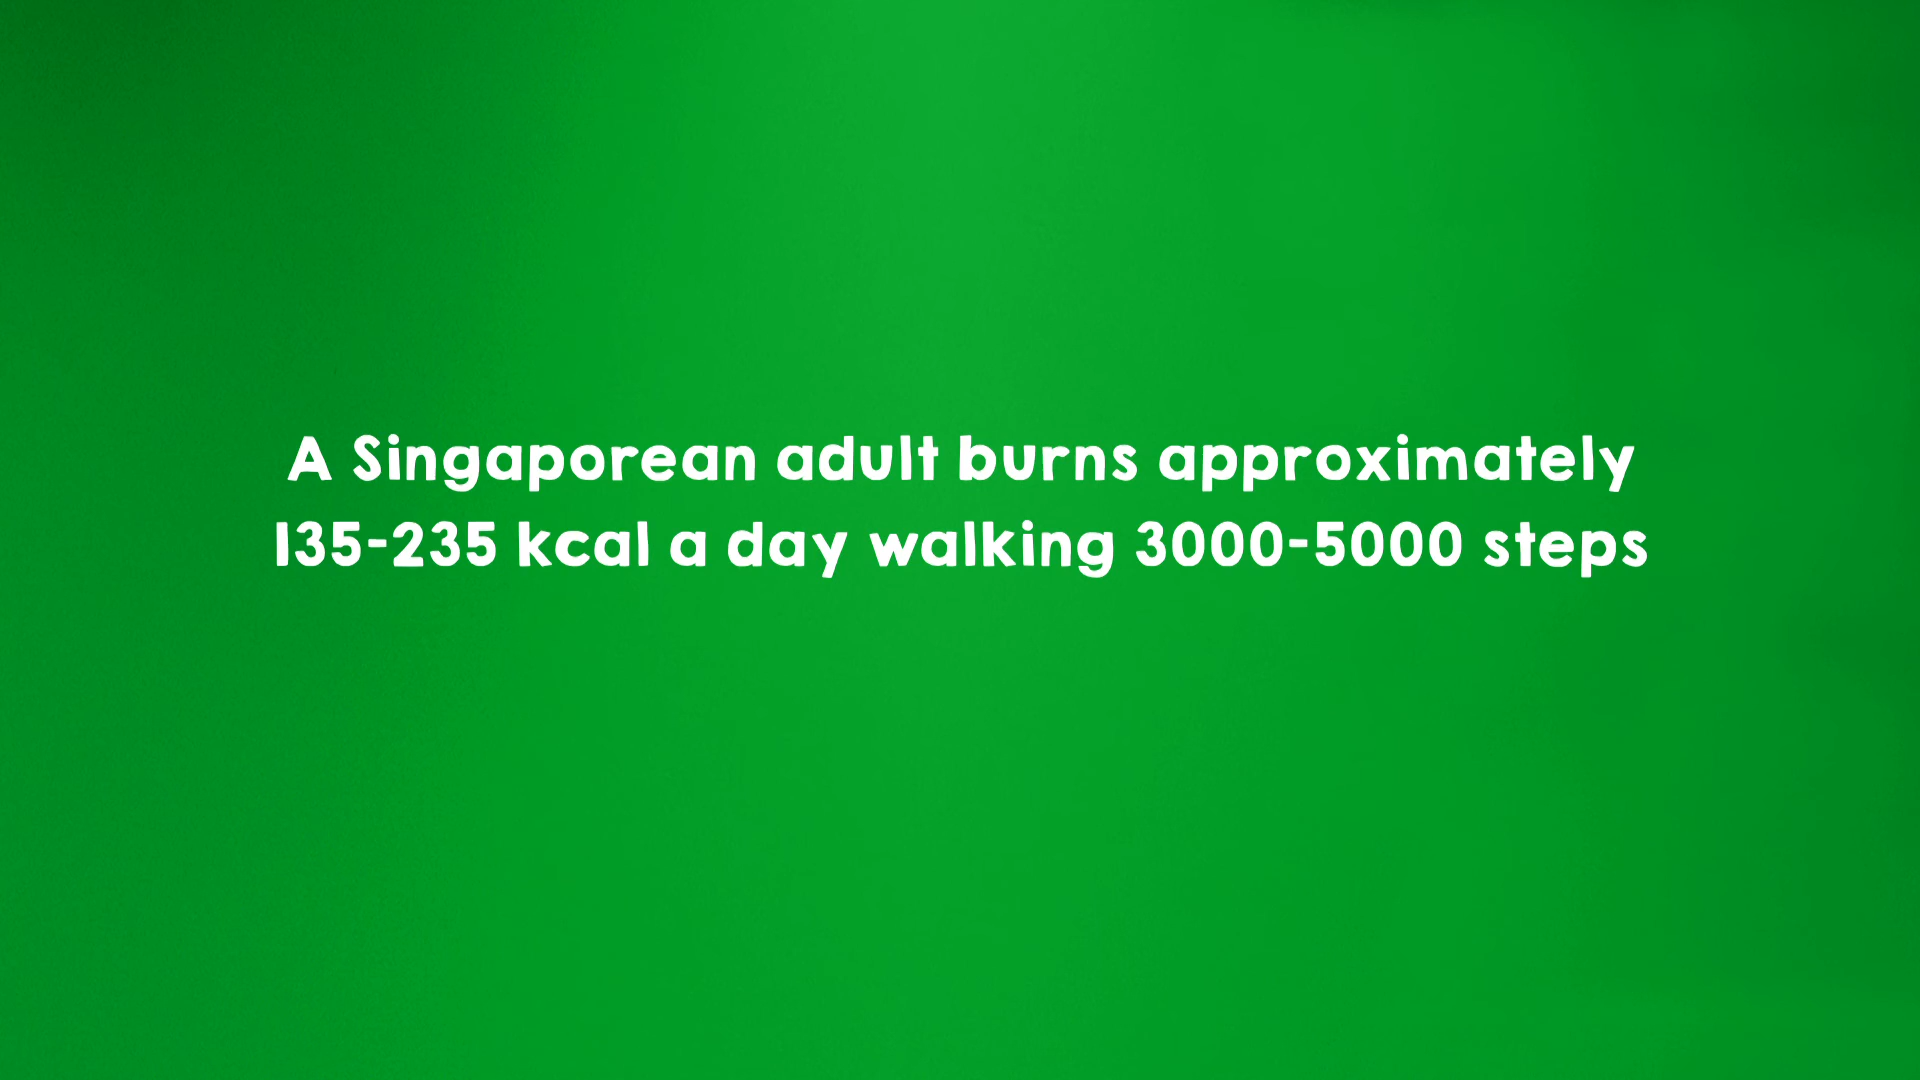 A Singaporean adult burns approximately
135-235 kcal a day walking 3000-5000 steps